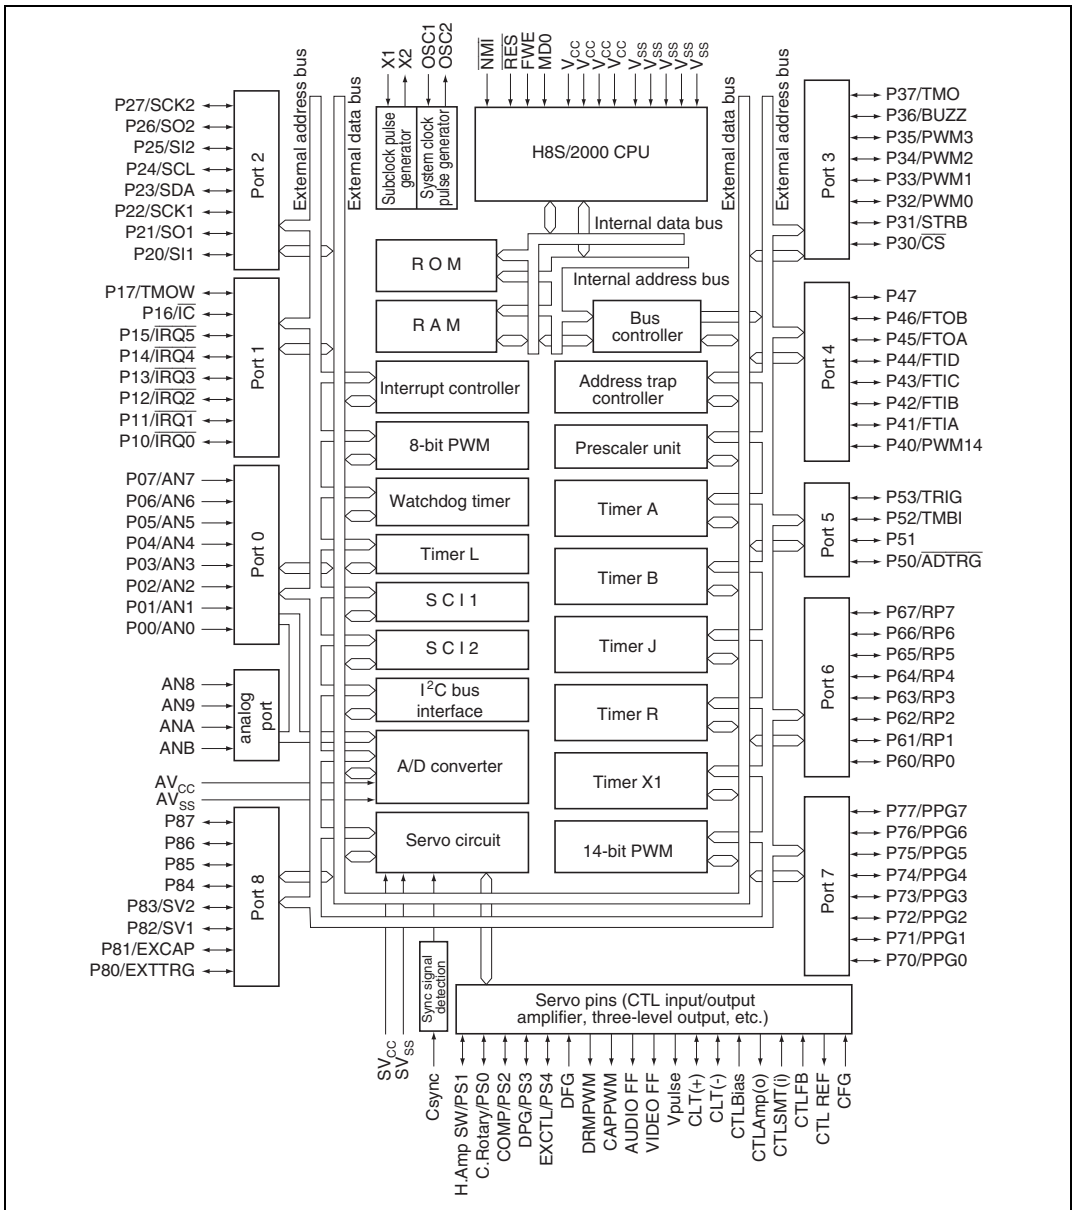 X1
X2
OSC1
OSC2
NMI
RES
FWE
MD0
VCC
VCC
VCC
VCC
VSS
VSS
VSS
VSS
VSS
External address bus
External data bus
External data bus
External address bus
Subclock pulse
generator
System clock
pulse generator
H8S/2000 CPU
Internal data bus
Internal address bus
ROM
RAM
Bus
controller
Interrupt controller
Address trap
controller
8-bit PWM
Prescaler unit
Watchdog timer
Timer A
Timer L
Timer B
SCI1
SCI2
Timer J
I2C bus
interface
Timer R
A/D converter
Timer X1
Servo circuit
14-bit PWM
P27/SCK2
P26/SO2
P25/SI2
P24/SCL
P23/SDA
P22/SCK1
P21/SO1
P20/SI1
Port 2
P17/TMOW
P16/IC
P15/IRQ5
P14/IRQ4
P13/IRQ3
P12/IRQ2
P11/IRQ1
P10/IRQ0
Port 1
P07/AN7
P06/AN6
P05/AN5
P04/AN4
P03/AN3
P02/AN2
P01/AN1
P00/AN0
Port 0
AN8
AN9
ANA
ANB
analog
port
AVCC
AVSS
P87
P86
P85
P84
P83/SV2
P82/SV1
P81/EXCAP
P80/EXTTRG
Port 8
Port 3
P37/TMO
P36/BUZZ
P35/PWM3
P34/PWM2
P33/PWM1
P32/PWM0
P31/STRB
P30/CS
Port 4
P47
P46/FTOB
P45/FTOA
P44/FTID
P43/FTIC
P42/FTIB
P41/FTIA
P40/PWM14
Port 5
P53/TRIG
P52/TMBI
P51
P50/ADTRG
Port 6
P67/RP7
P66/RP6
P65/RP5
P64/RP4
P63/RP3
P62/RP2
P61/RP1
P60/RP0
Port 7
P77/PPG7
P76/PPG6
P75/PPG5
P74/PPG4
P73/PPG3
P72/PPG2
P71/PPG1
P70/PPG0
Sync signal
detection
Servo pins (CTL input/output
amplifier, three-level output, etc.)
SVCC
SVSS
Csync
H.Amp SW/PS1
C.Rotary/PS0
COMP/PS2
DPG/PS3
EXCTL/PS4
DFG
DRMPWM
CAPPWM
AUDIO FF
VIDEO FF
Vpulse
CLT(+)
CLT(-)
CTLBias
CTLAmp(o)
CTLSMT(i)
CTLFB
CTL REF
CFG